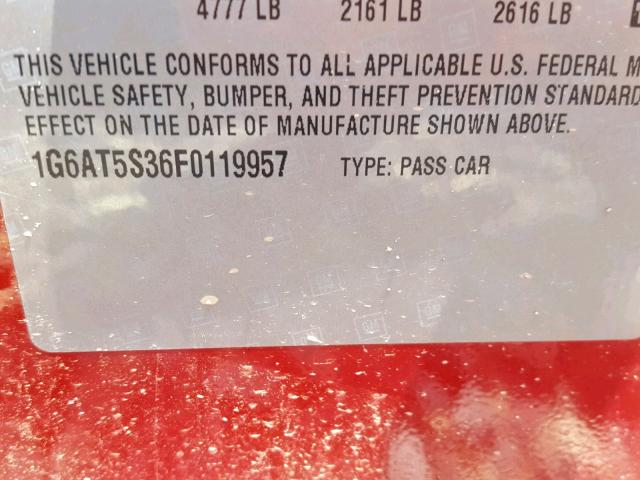 4777 LB 2161 LB 2616 LB
THIS VEHICLE CONFORMS TO ALL APPLICABLE U.S. FEDERAL M
VEHICLE SAFETY, BUMPER, AND THEFT PREVENTION STANDARD
EFFECT ON THE DATE OF MANUFACTURE SHOWN ABOVE.
1G6AT5S36F0119957 TYPE: PASS CAR